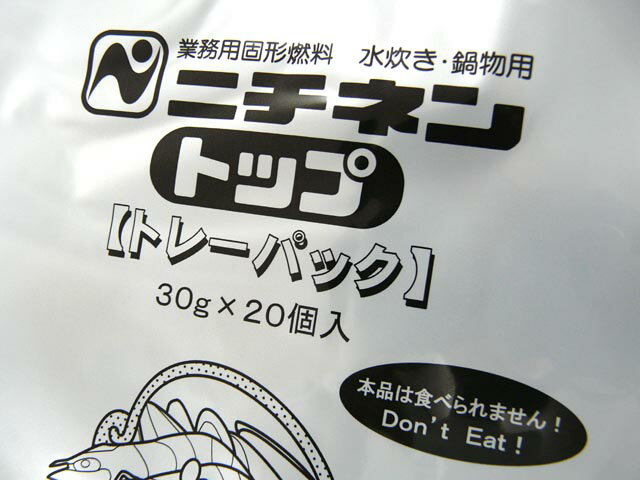 業務用固形燃料　水炊き・鍋物用
ニチネン
トップ
【トレーパック】
30g×20個入
本品は食べられません！
Don't Eat！